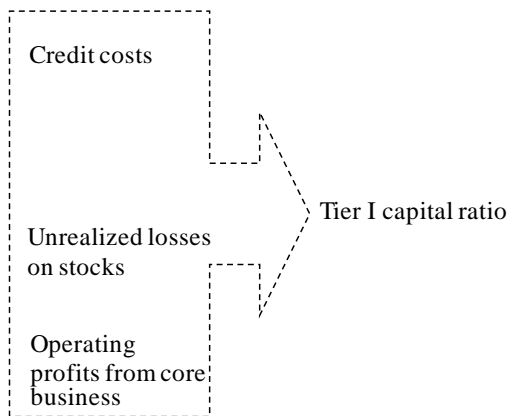 Credit costs
Tier I capital ratio
Unrealized losses
on stocks
Operating
profits from core
business